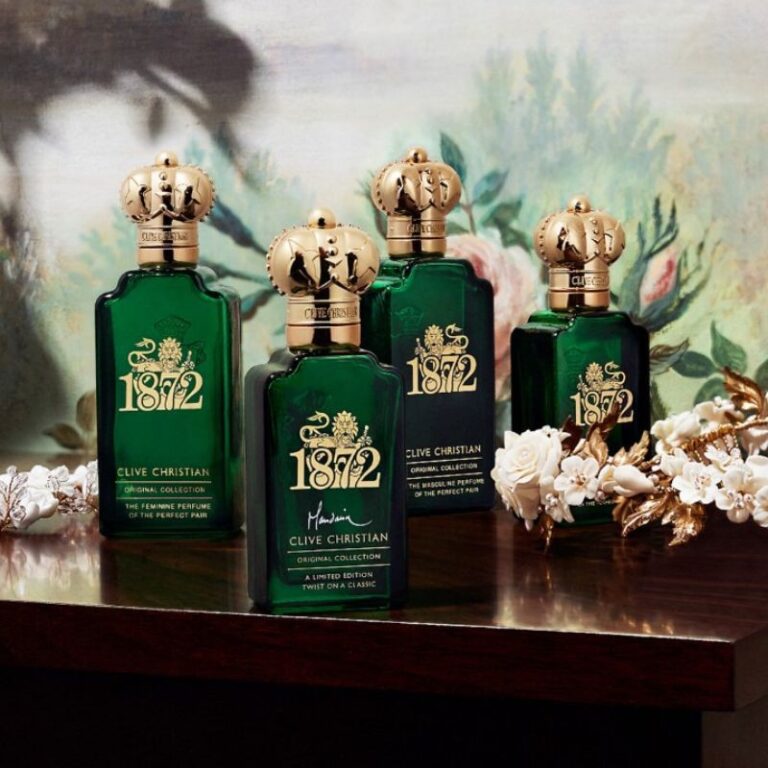 CLIVE CHRISTIAN
1872
CLIVE CHRISTIAN
ORIGINAL COLLECTION
THE FEMININE PERFUME
OF THE PERFECT PAIR
CLIVE CHRISTIAN
1872
Mandarin
CLIVE CHRISTIAN
ORIGINAL COLLECTION
A LIMITED EDITION
TWIST ON A CLASSIC
CLIVE CHRISTIAN
1872
CLIVE CHRISTIAN
ORIGINAL COLLECTION
THE MASCULINE PERFUME
OF THE PERFECT PAIR
CLIVE CHRISTIAN
1872